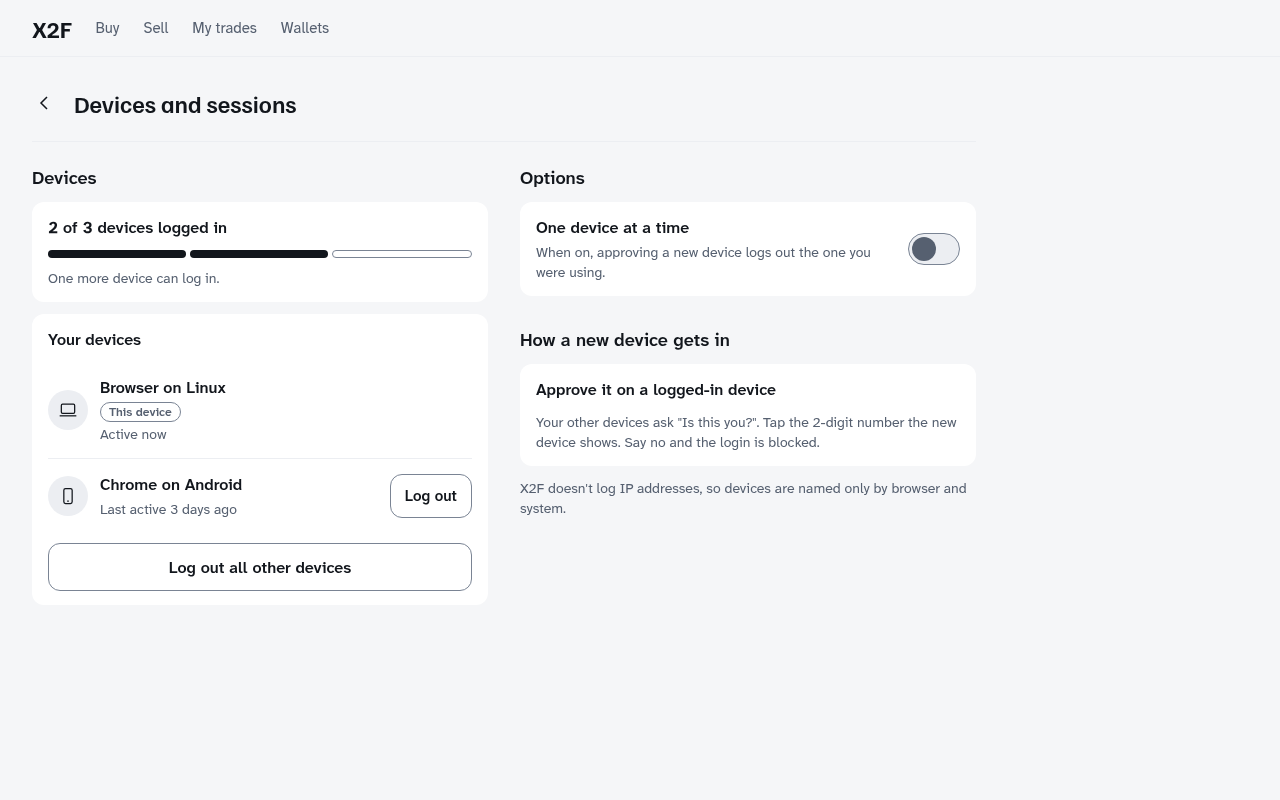 X2F
Buy
Sell
My trades
Wallets
Devices and sessions
Devices
2 of 3 devices logged in
One more device can log in.
Your devices
Browser on Linux
This device
Active now
Chrome on Android
Last active 3 days ago
Log out
Log out all other devices
Options
One device at a time
When on, approving a new device logs out the one you
were using.
How a new device gets in
Approve it on a logged-in device
Your other devices ask "Is this you?". Tap the 2-digit number the new
device shows. Say no and the login is blocked.
X2F doesn't log IP addresses, so devices are named only by browser and
system.